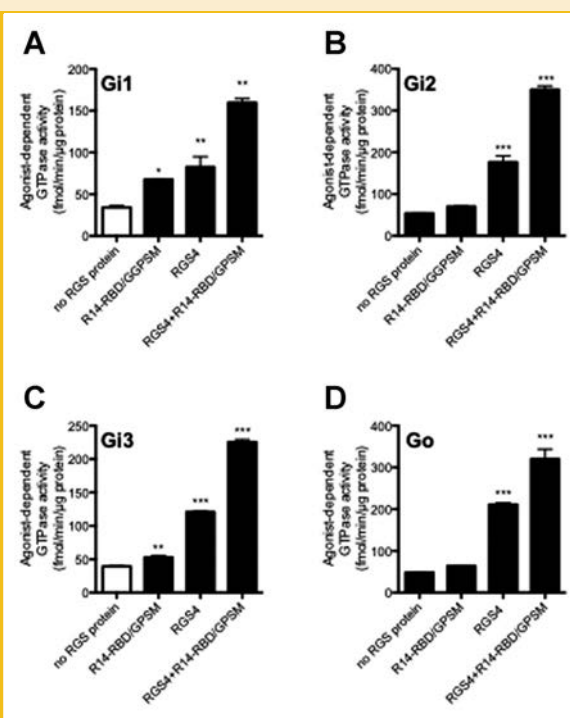 A
Gi1
Agonist-dependent
GTPase activity
(fmol/min/µg protein)
200
150
100
50
0
*
**
**
no RGS protein
R14-RBD/GGPSM
RGS4
RGS4+R14-RBD/GPSM
B
Gi2
Agonist-dependent
GTPase activity
(fmol/min/µg protein)
400
300
200
100
0
***
***
no RGS protein
R14-RBD/GGPSM
RGS4
RGS4+R14-RBD/GPSM
C
Gi3
Agonist-dependent
GTPase activity
(fmol/min/µg protein)
250
200
150
100
50
0
**
***
***
no RGS protein
R14-RBD/GPSM
RGS4
RGS4+R14-RBD/GPSM
D
Go
Agonist-dependent
GTPase activity
(fmol/min/µg protein)
400
300
200
100
0
***
***
no RGS protein
R14-RBD/GPSM
RGS4
RGS4+R14-RBD/GPSM